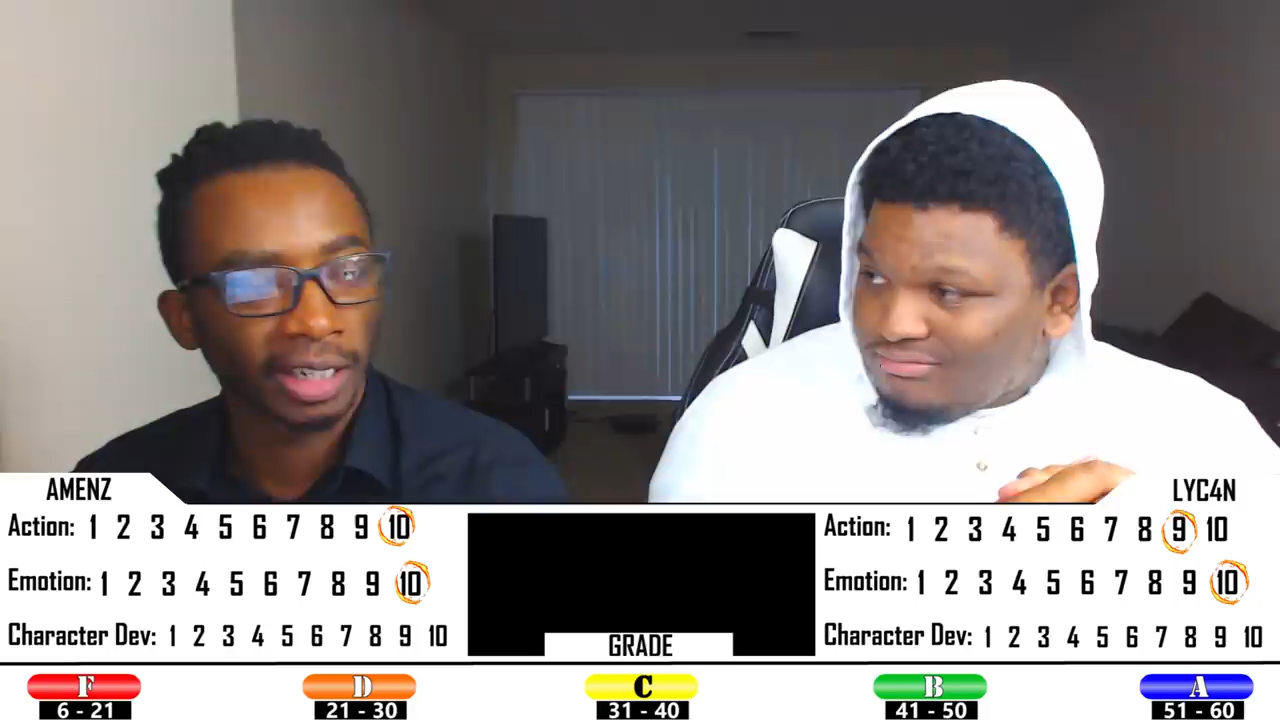 AMENZ
Action: 1 2 3 4 5 6 7 8 9 10
Emotion: 1 2 3 4 5 6 7 8 9 10
Character Dev: 1 2 3 4 5 6 7 8 9 10
GRADE
LYC4N
Action: 1 2 3 4 5 6 7 8 9 10
Emotion: 1 2 3 4 5 6 7 8 9 10
Character Dev: 1 2 3 4 5 6 7 8 9 10
F D C B A
6 - 21 21 - 30 31 - 40 41 - 50 51 - 60